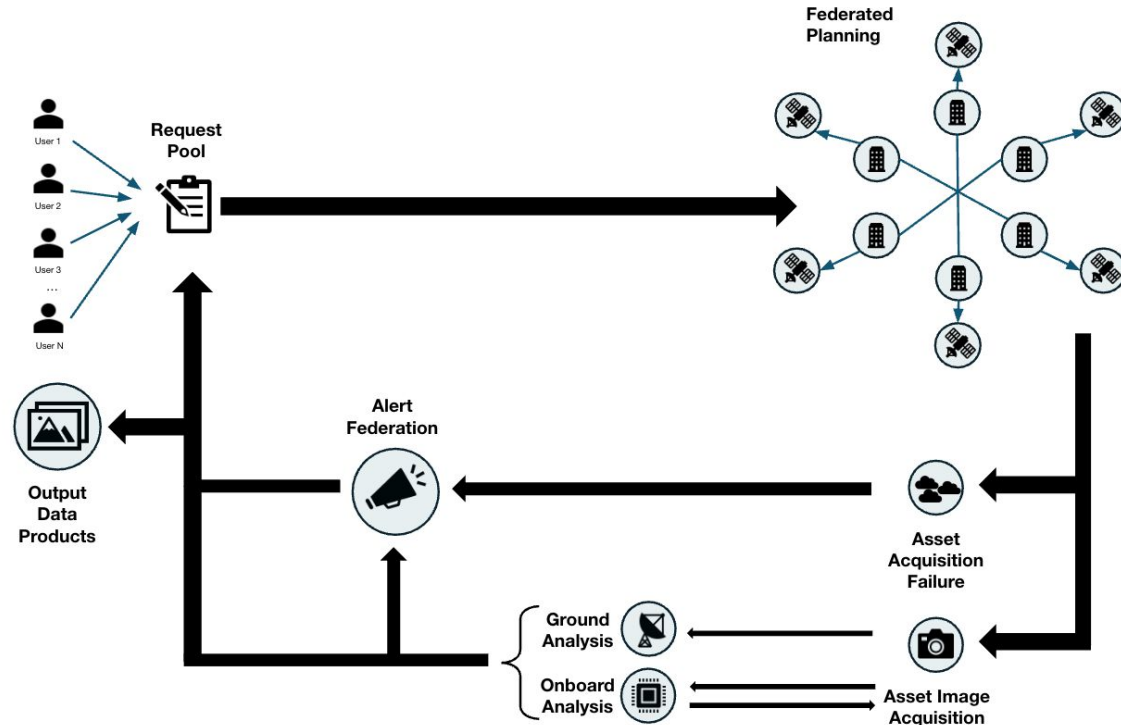 Federated
Planning
User 1
Request
Pool
User 2
User 3
...
User N
Alert
Federation
Output
Data
Products
Asset
Acquisition
Failure
Ground
Analysis
Onboard
Analysis
Asset Image
Acquisition